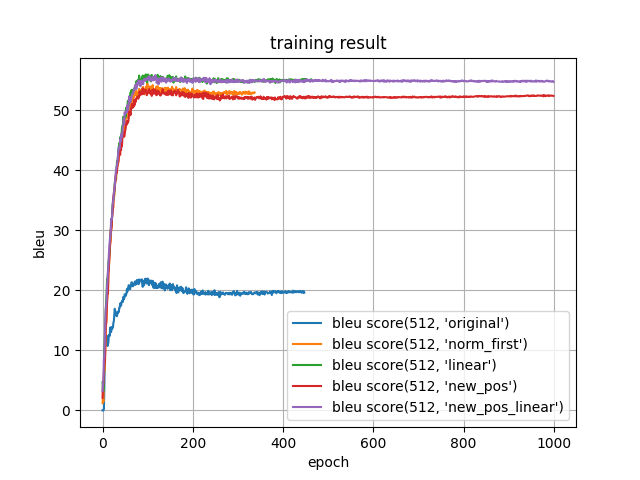 training result
bleu
50
40
30
20
10
0
0
200
400
600
800
1000
epoch
bleu score(512, 'original')
bleu score(512, 'norm_first')
bleu score(512, 'linear')
bleu score(512, 'new_pos')
bleu score(512, 'new_pos_linear')